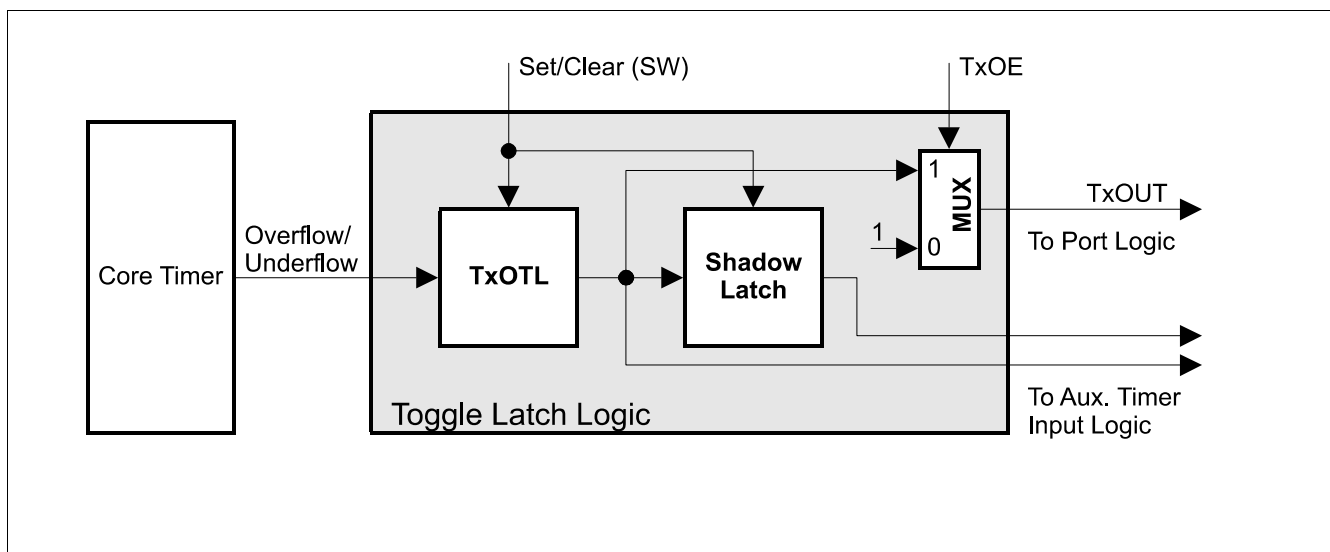 Set/Clear (SW)
TxOE
1
MUX
TxOUT
Overflow/
Underflow
1
0
To Port Logic
Core Timer
TxOTL
Shadow
Latch
To Aux. Timer
Input Logic
Toggle Latch Logic